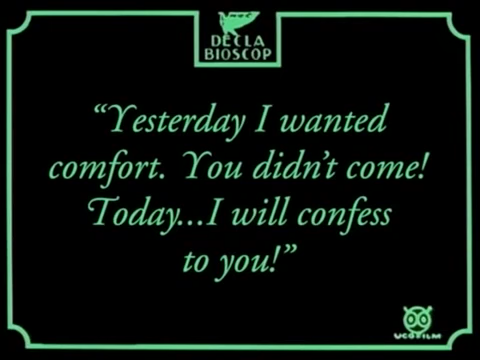 DECLA
BIOSCOP
“Yesterday I wanted
comfort. You didn’t come!
Today...I will confess
to you!”
UCOFILM